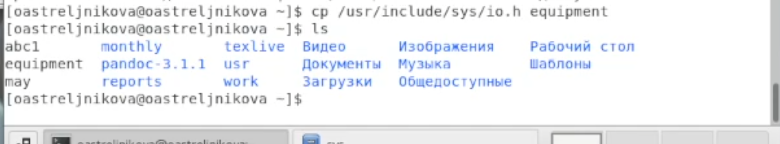 [oastreljnikova@oastreljnikova ~]$ cp /usr/include/sys/io.h equipment
[oastreljnikova@oastreljnikova ~]$ ls
abc1 monthly texlive Видео Изображения Рабочий стол
equipment pandoc-3.1.1 usr Документы Музыка Шаблоны
may reports work Загрузки Общедоступные
[oastreljnikova@oastreljnikova ~]$